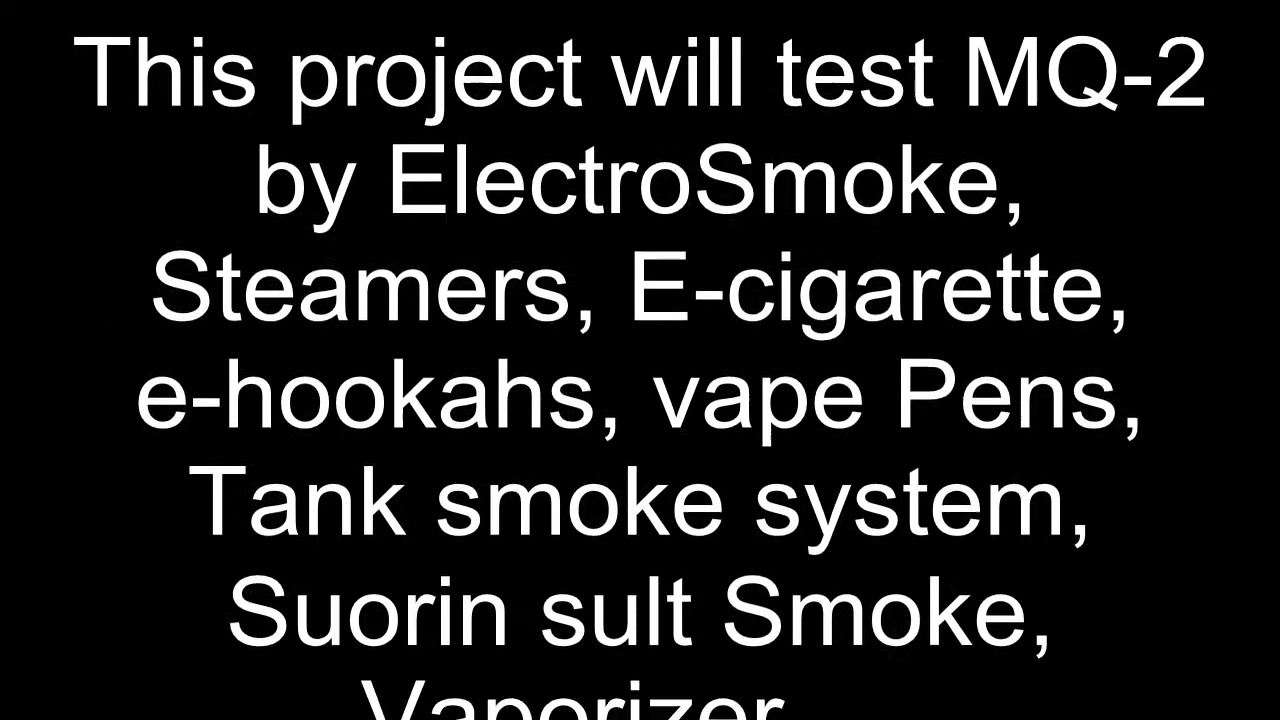 This project will test MQ-2
by ElectroSmoke,
Steamers, E-cigarette,
e-hookahs, vape Pens,
Tank smoke system,
Suorin sult Smoke,
Vaporizer